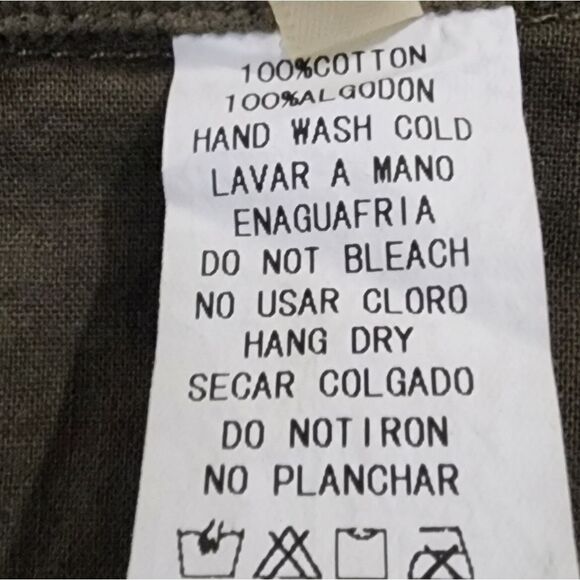 100%COTTON
100%ALGODON
HAND WASH COLD
LAVAR A MANO
ENAGUAFRIA
DO NOT BLEACH
NO USAR CLORO
HANG DRY
SECAR COLGADO
DO NOTIRON
NO PLANCHAR